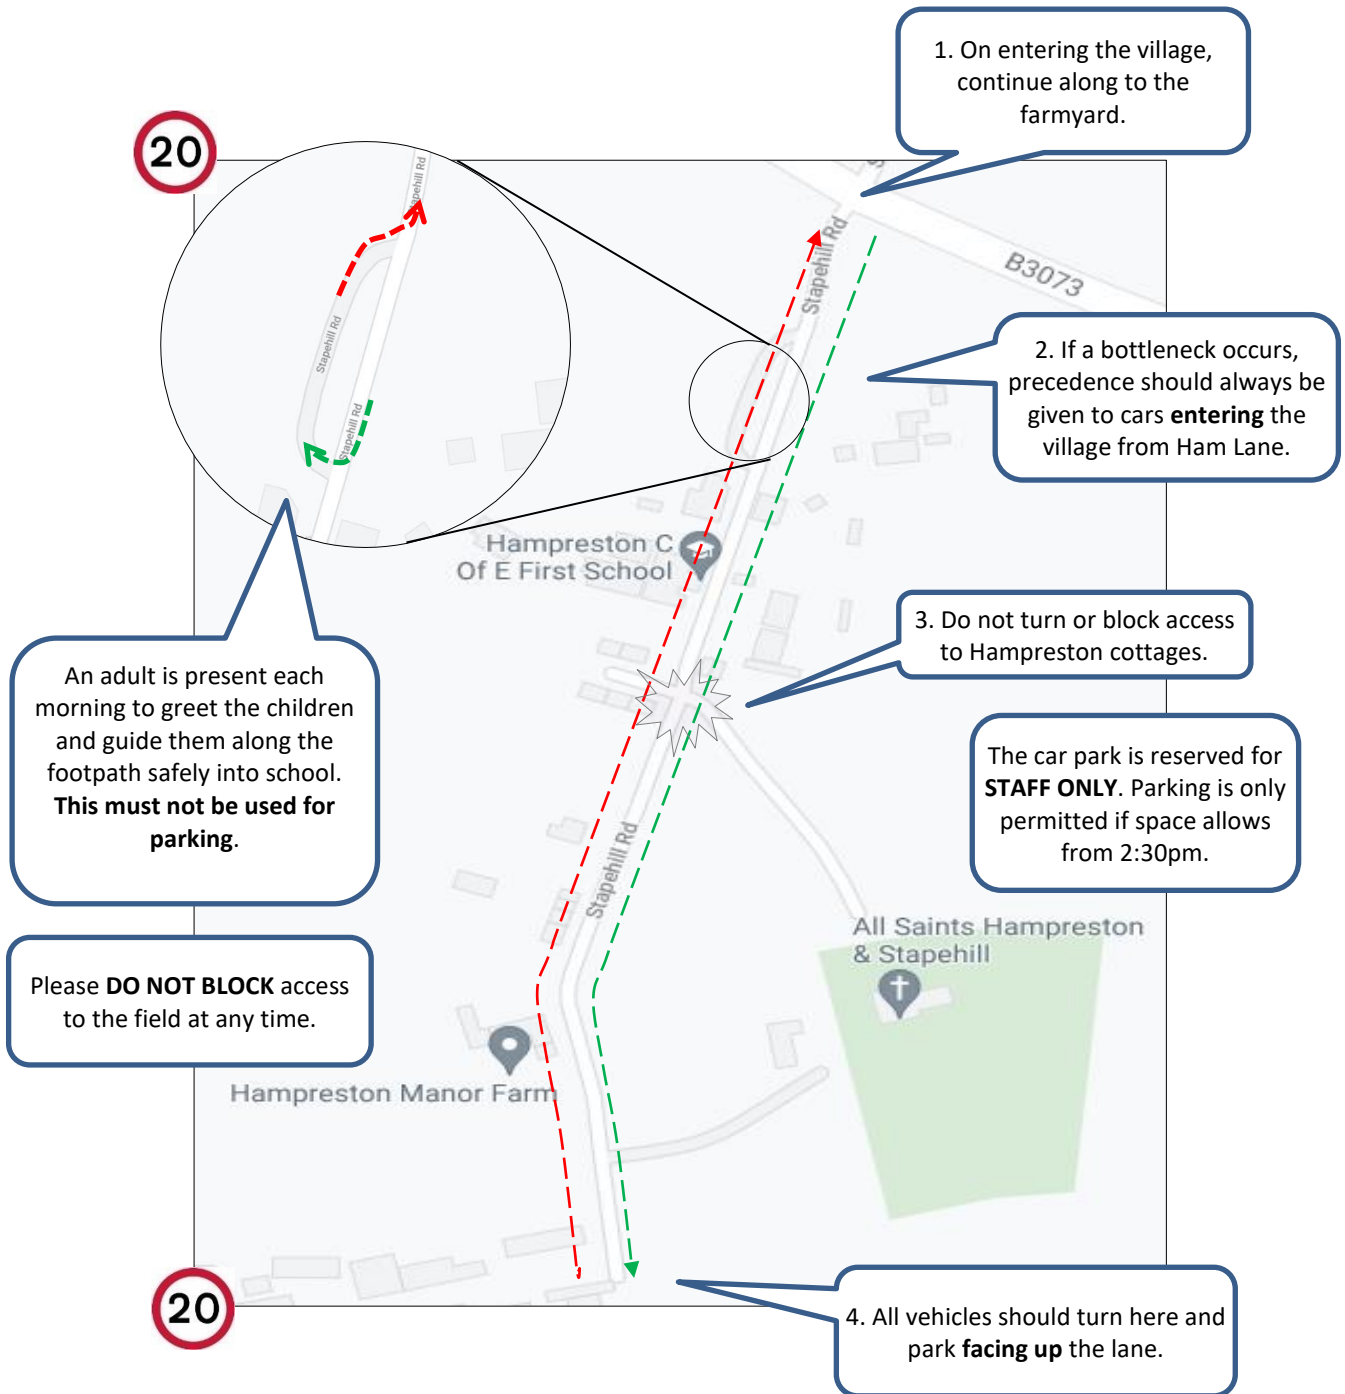 1. On entering the village,
continue along to the
farmyard.
20
Stapehill Rd
Stapehill Rd
B3073
Stapehill Rd
Stapehill Rd
2. If a bottleneck occurs,
precedence should always be
given to cars entering the
village from Ham Lane.
Hampreston C
Of E First School
3. Do not turn or block access
to Hampreston cottages.
An adult is present each
morning to greet the children
and guide them along the
footpath safely into school.
This must not be used for
parking.
The car park is reserved for
STAFF ONLY. Parking is only
permitted if space allows
from 2:30pm.
Stapehill Rd
All Saints Hampreston
& Stapehill
Please DO NOT BLOCK access
to the field at any time.
Hampreston Manor Farm
20
4. All vehicles should turn here and
park facing up the lane.